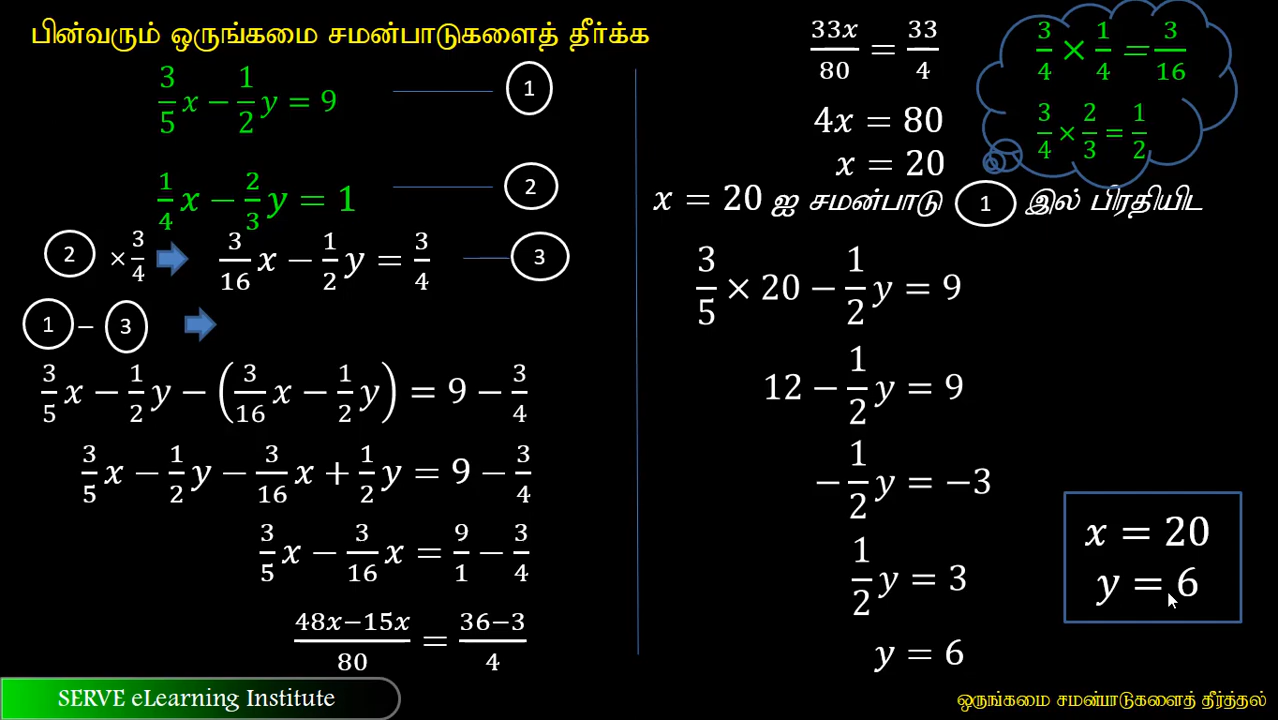 பின்வரும் ஒருங்கமை சமன்பாடுகளைத் தீர்க்க
3/5 x − 1/2 y = 9 1
1/4 x − 2/3 y = 1 2
2 × 3/4 3/16 x − 1/2 y = 3/4 3
1 − 3
3/5 x − 1/2 y − (3/16 x − 1/2 y) = 9 − 3/4
3/5 x − 1/2 y − 3/16 x + 1/2 y = 9 − 3/4
3/5 x − 3/16 x = 9/1 − 3/4
48x−15x/80 = 36−3/4
33x/80 = 33/4
4x = 80
x = 20
3/4 × 1/4 = 3/16
3/4 × 2/3 = 1/2
x = 20 ஐ சமன்பாடு 1 இல் பிரதியிட
3/5 × 20 − 1/2 y = 9
12 − 1/2 y = 9
− 1/2 y = −3
1/2 y = 3
y = 6
x = 20
y = 6
SERVE eLearning Institute
ஒருங்கமை சமன்பாடுகளைத் தீர்த்தல்